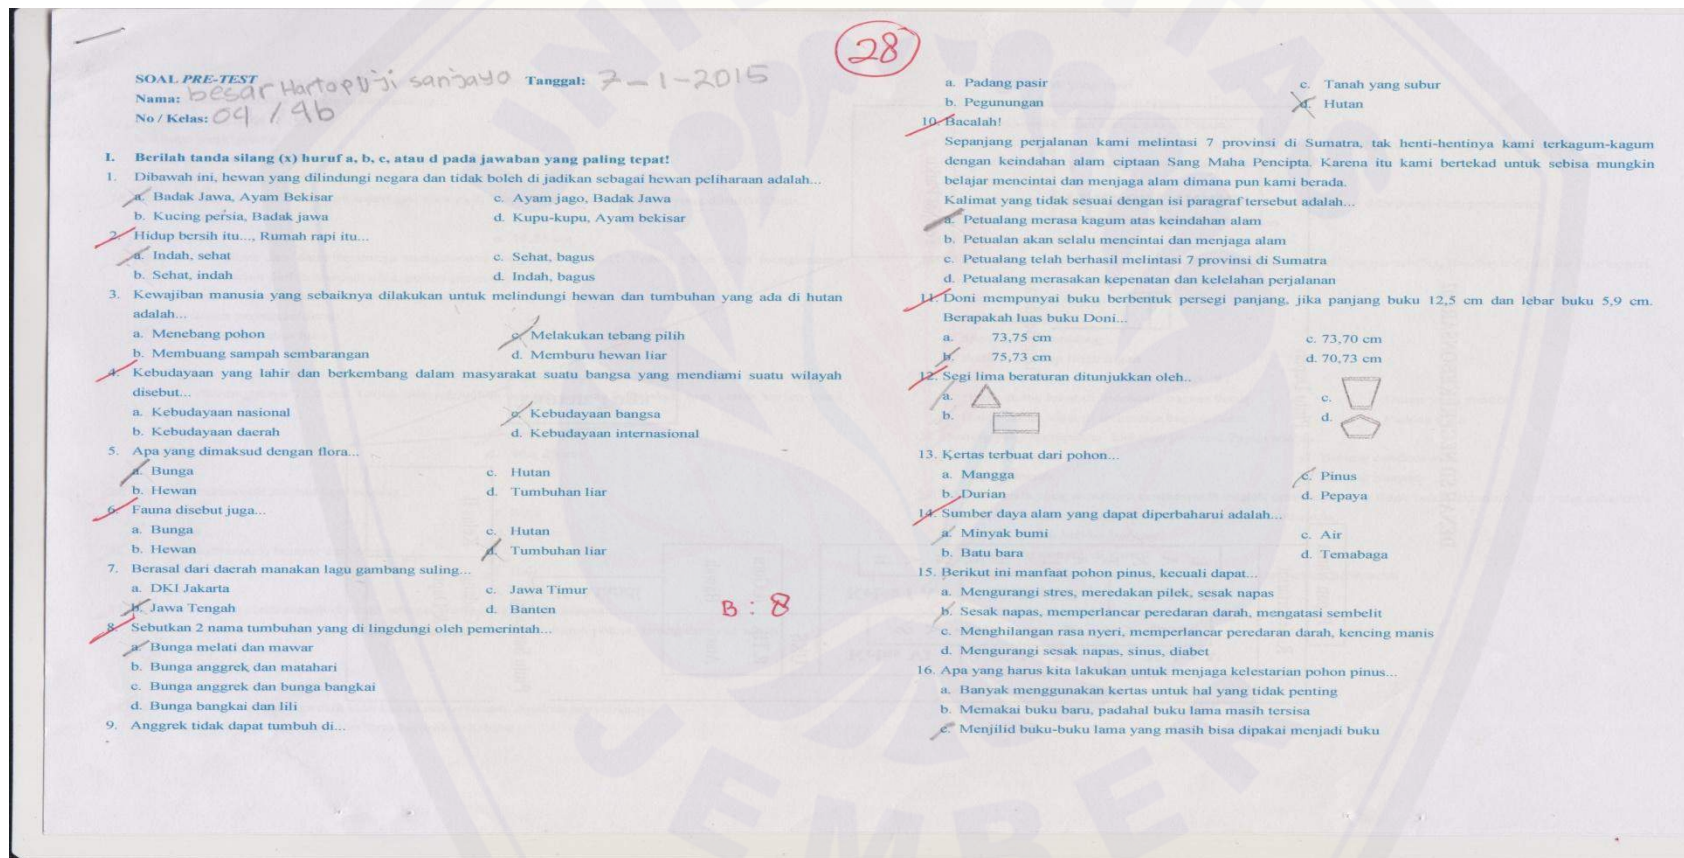 28
SOAL PRE-TEST
Nama: besar Hartopuji sanjayo Tanggal: 7-1-2015
No / Kelas: 09 / 4b
I. Berilah tanda silang (x) huruf a, b, c, atau d pada jawaban yang paling tepat!
1. Dibawah ini, hewan yang dilindungi negara dan tidak boleh di jadikan sebagai hewan peliharaan adalah...
a. Badak Jawa, Ayam Bekisar c. Ayam jago, Badak Jawa
b. Kucing persia, Badak jawa d. Kupu-kupu, Ayam bekisar
2. Hidup bersih itu..., Rumah rapi itu...
a. Indah, sehat c. Sehat, bagus
b. Sehat, indah d. Indah, bagus
3. Kewajiban manusia yang sebaiknya dilakukan untuk melindungi hewan dan tumbuhan yang ada di hutan
adalah...
a. Menebang pohon c. Melakukan tebang pilih
b. Membuang sampah sembarangan d. Memburu hewan liar
4. Kebudayaan yang lahir dan berkembang dalam masyarakat suatu bangsa yang mendiami suatu wilayah
disebut...
a. Kebudayaan nasional c. Kebudayaan bangsa
b. Kebudayaan daerah d. Kebudayaan internasional
5. Apa yang dimaksud dengan flora...
a. Bunga c. Hutan
b. Hewan d. Tumbuhan liar
6. Fauna disebut juga...
a. Bunga c. Hutan
b. Hewan d. Tumbuhan liar
7. Berasal dari daerah manakan lagu gambang suling...
a. DKI Jakarta c. Jawa Timur
b. Jawa Tengah d. Banten
B : 8
8. Sebutkan 2 nama tumbuhan yang di lingdungi oleh pemerintah...
a. Bunga melati dan mawar
b. Bunga anggrek dan matahari
c. Bunga anggrek dan bunga bangkai
d. Bunga bangkai dan lili
9. Anggrek tidak dapat tumbuh di...
a. Padang pasir c. Tanah yang subur
b. Pegunungan d. Hutan
10. Bacalah!
Sepanjang perjalanan kami melintasi 7 provinsi di Sumatra, tak henti-hentinya kami terkagum-kagum
dengan keindahan alam ciptaan Sang Maha Pencipta. Karena itu kami bertekad untuk sebisa mungkin
belajar mencintai dan menjaga alam dimana pun kami berada.
Kalimat yang tidak sesuai dengan isi paragraf tersebut adalah...
a. Petualang merasa kagum atas keindahan alam
b. Petualan akan selalu mencintai dan menjaga alam
c. Petualang telah berhasil melintasi 7 provinsi di Sumatra
d. Petualang merasakan kepenatan dan kelelahan perjalanan
11. Doni mempunyai buku berbentuk persegi panjang, jika panjang buku 12,5 cm dan lebar buku 5,9 cm.
Berapakah luas buku Doni...
a. 73,75 cm c. 73,70 cm
b. 75,73 cm d. 70,73 cm
12. Segi lima beraturan ditunjukkan oleh..
a. c.
b. d.
13. Kertas terbuat dari pohon...
a. Mangga c. Pinus
b. Durian d. Pepaya
14. Sumber daya alam yang dapat diperbaharui adalah...
a. Minyak bumi c. Air
b. Batu bara d. Temabaga
15. Berikut ini manfaat pohon pinus, kecuali dapat...
a. Mengurangi stres, meredakan pilek, sesak napas
b. Sesak napas, memperlancar peredaran darah, mengatasi sembelit
c. Menghilangan rasa nyeri, memperlancar peredaran darah, kencing manis
d. Mengurangi sesak napas, sinus, diabet
16. Apa yang harus kita lakukan untuk menjaga kelestarian pohon pinus...
a. Banyak menggunakan kertas untuk hal yang tidak penting
b. Memakai buku baru, padahal buku lama masih tersisa
c. Menjilid buku-buku lama yang masih bisa dipakai menjadi buku
JEMBER